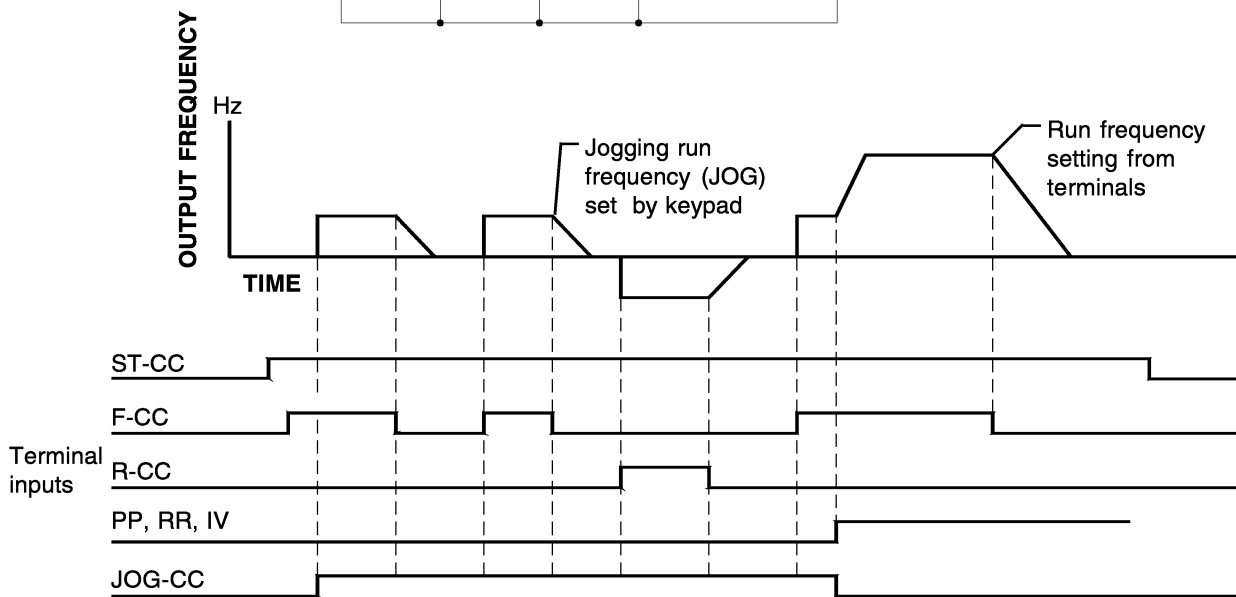 OUTPUT FREQUENCY
Hz
Jogging run
frequency (JOG)
set by keypad
Run frequency
setting from
terminals
TIME
ST-CC
F-CC
Terminal
inputs
R-CC
PP, RR, IV
JOG-CC